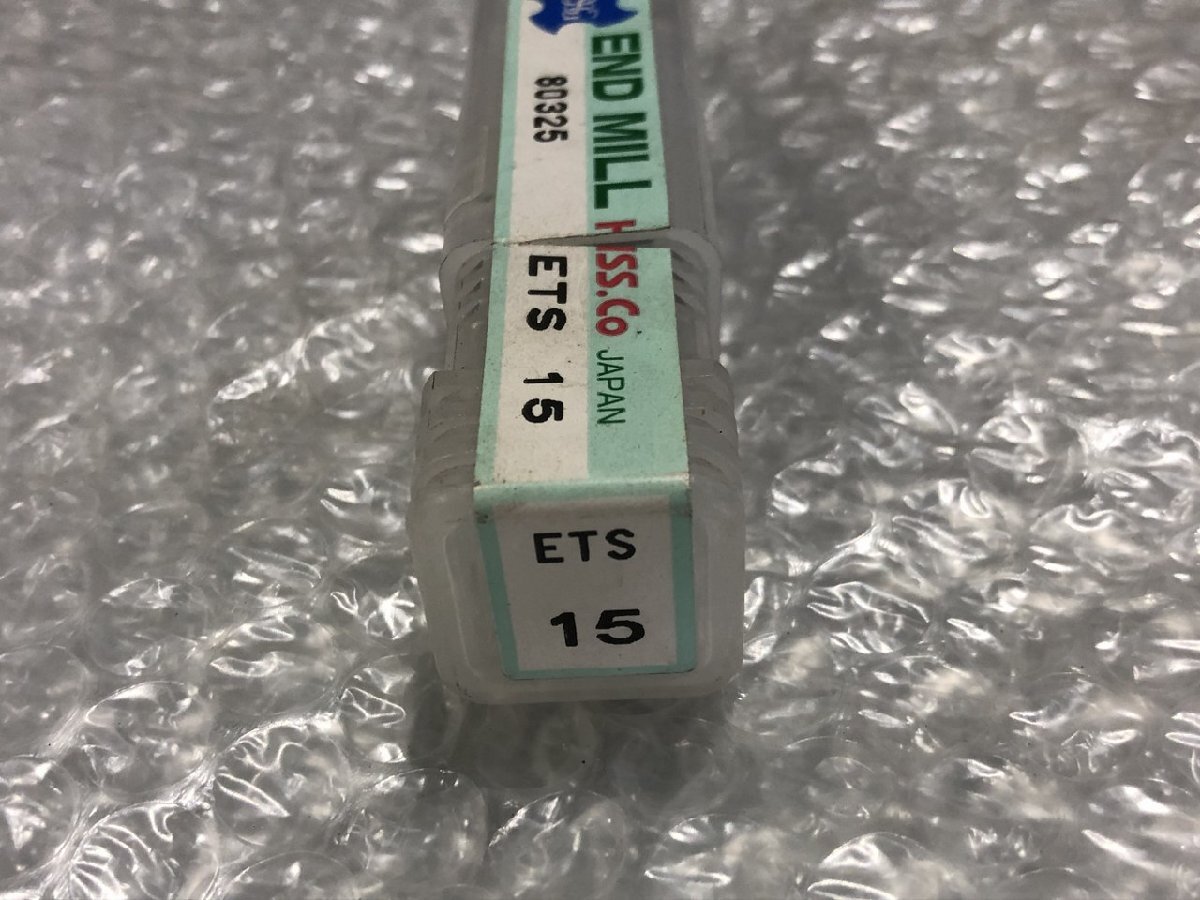 END MILL HSS.Co JAPAN
80325
ETS 15
ETS
15